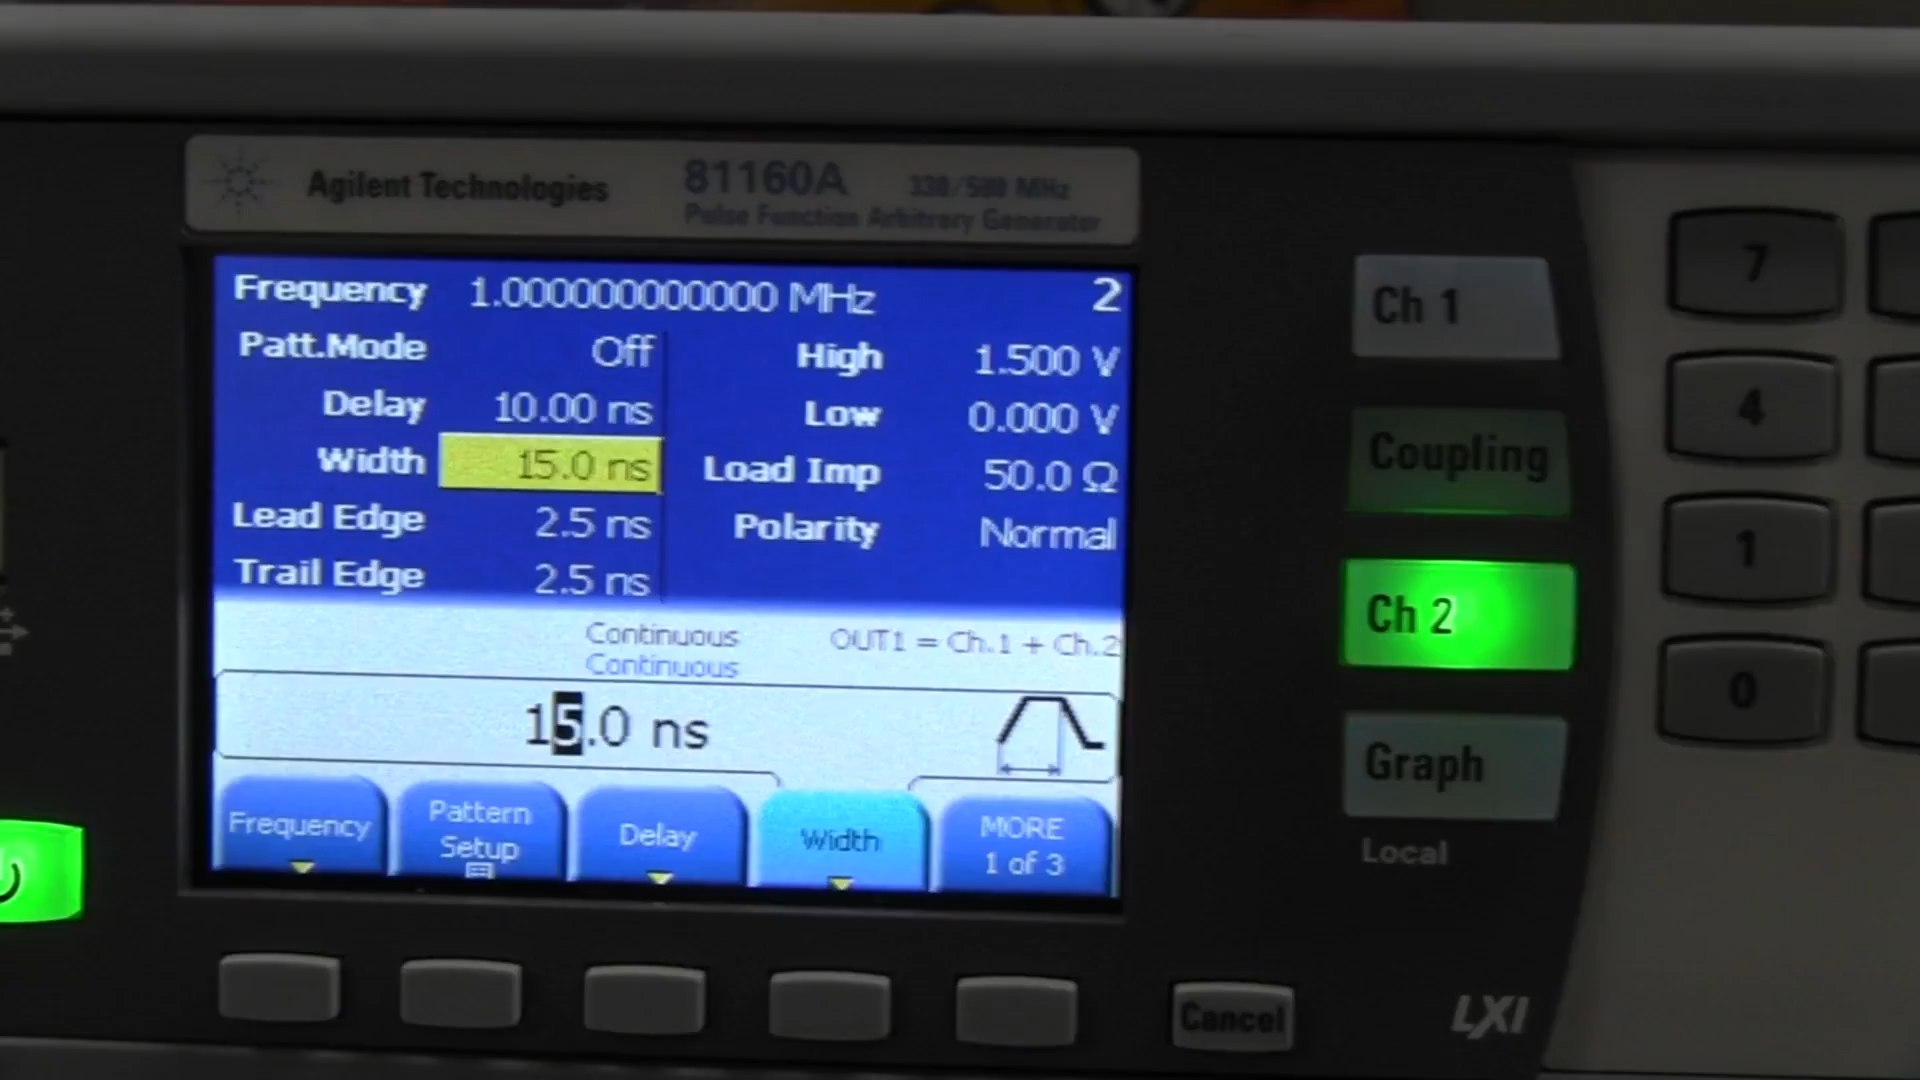 Agilent Technologies 81160A 330/500 MHz
Pulse Function Arbitrary Generator
Frequency 1.000000000000 MHz 2
Patt.Mode Off High 1.500 V
Delay 10.00 ns Low 0.000 V
Width 15.0 ns Load Imp 50.0 Ω
Lead Edge 2.5 ns Polarity Normal
Trail Edge 2.5 ns
Continuous OUT1 = Ch.1 + Ch.2
Continuous
15.0 ns
Frequency
Pattern
Setup
Delay
Width
MORE
1 of 3
Ch 1
Coupling
Ch 2
Graph
Local
Cancel
LXI
7
4
1
0